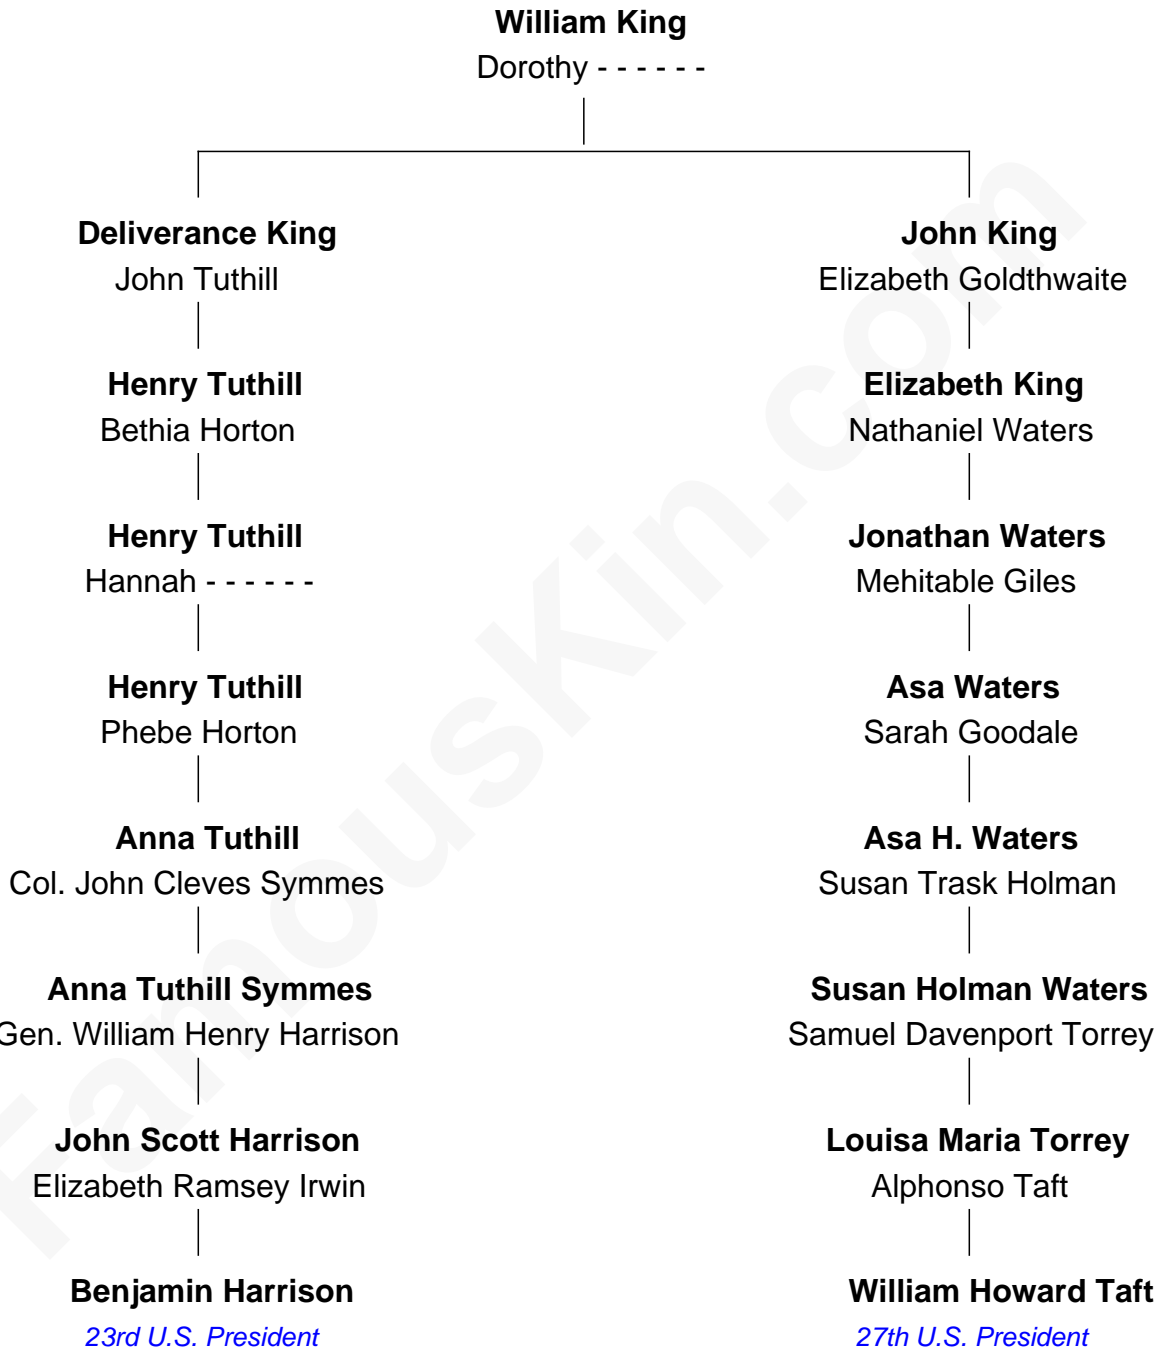 William King
Dorothy - - - - - -
Deliverance King
John Tuthill
John King
Elizabeth Goldthwaite
Henry Tuthill
Bethia Horton
Elizabeth King
Nathaniel Waters
Henry Tuthill
Hannah - - - - - -
Jonathan Waters
Mehitable Giles
Henry Tuthill
Phebe Horton
Asa Waters
Sarah Goodale
Anna Tuthill
Col. John Cleves Symmes
Asa H. Waters
Susan Trask Holman
Anna Tuthill Symmes
Gen. William Henry Harrison
Susan Holman Waters
Samuel Davenport Torrey
John Scott Harrison
Elizabeth Ramsey Irwin
Louisa Maria Torrey
Alphonso Taft
Benjamin Harrison
23rd U.S. President
William Howard Taft
27th U.S. President
FamousKin.com